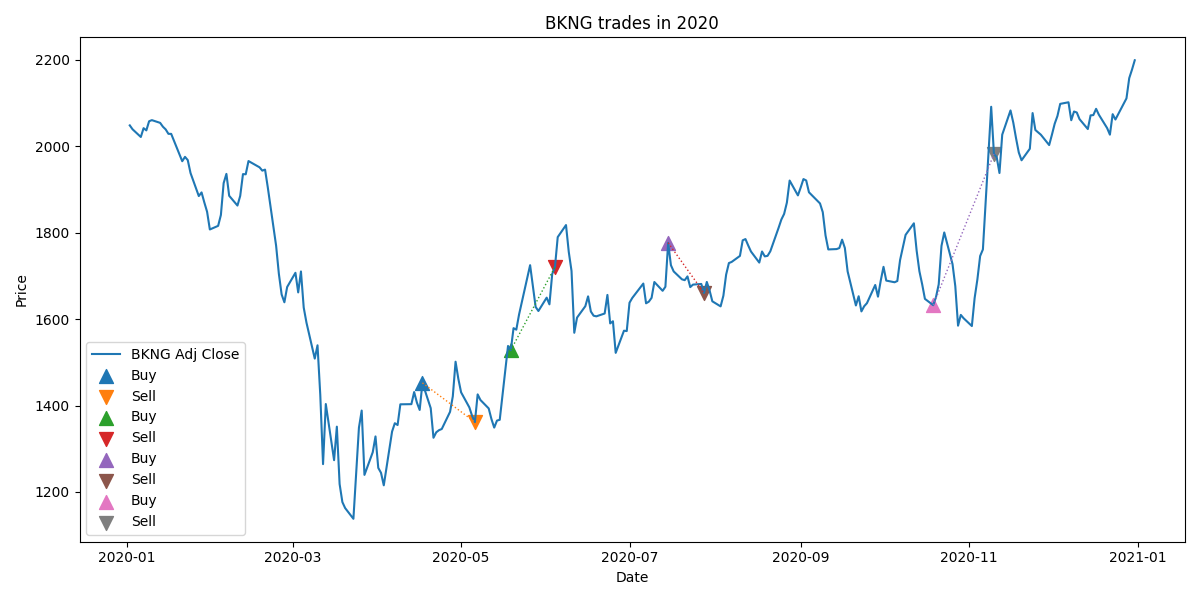 BKNG trades in 2020
Price
2200
2000
1800
1600
1400
1200
BKNG Adj Close
Buy
Sell
Buy
Sell
Buy
Sell
Buy
Sell
2020-01
2020-03
2020-05
2020-07
2020-09
2020-11
2021-01
Date